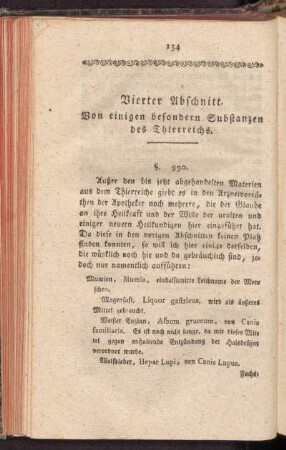 134
Vierter Abschnitt.
Von einigen besondern Substanzen
des Thierreichs.
§. 990.
Außer den bis jetzt abgehandelten Materien
aus dem Thierreiche giebt es in den Arzneivorrä-
then der Apotheker noch mehrere, die der Glaube
an ihre Heilkraft und der Wille der uralten und
einiger neuern Heilkundigen hier eingeführt hat.
Da diese in den vorigen Abschnitten keinen Platz
finden konnten, so will ich hier einige derselben,
die würklich noch hie und da gebräuchlich sind, je-
doch nur namentlich aufführen:
Mumien, Mumia, einbalsamirte Leichname der Men-
schen.
Magensaft, Liquor gastricus, wird als äußeres
Mittel gebraucht.
Weißer Enzian, Album graecum, von Canis
familiaris. Es ist noch nicht lange, da mir dieses Mit-
tel gegen anhaltende Entzündung der Halsdrüsen
verordnet wurde.
Wolfsleber, Hepar Lupi, von Canis Lupus.
Fuchs-